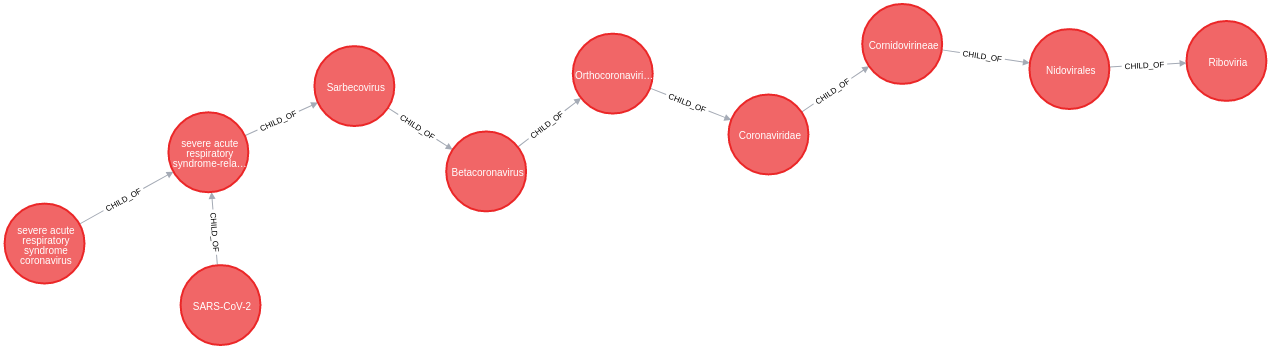 severe acute
respiratory
syndrome
coronavirus
CHILD_OF
severe acute
respiratory
syndrome-rela…
CHILD_OF
SARS-CoV-2
CHILD_OF
Sarbecovirus
CHILD_OF
Betacoronavirus
CHILD_OF
Orthocoronaviri…
CHILD_OF
Coronaviridae
CHILD_OF
Cornidovirineae
CHILD_OF
Nidovirales
CHILD_OF
Riboviria